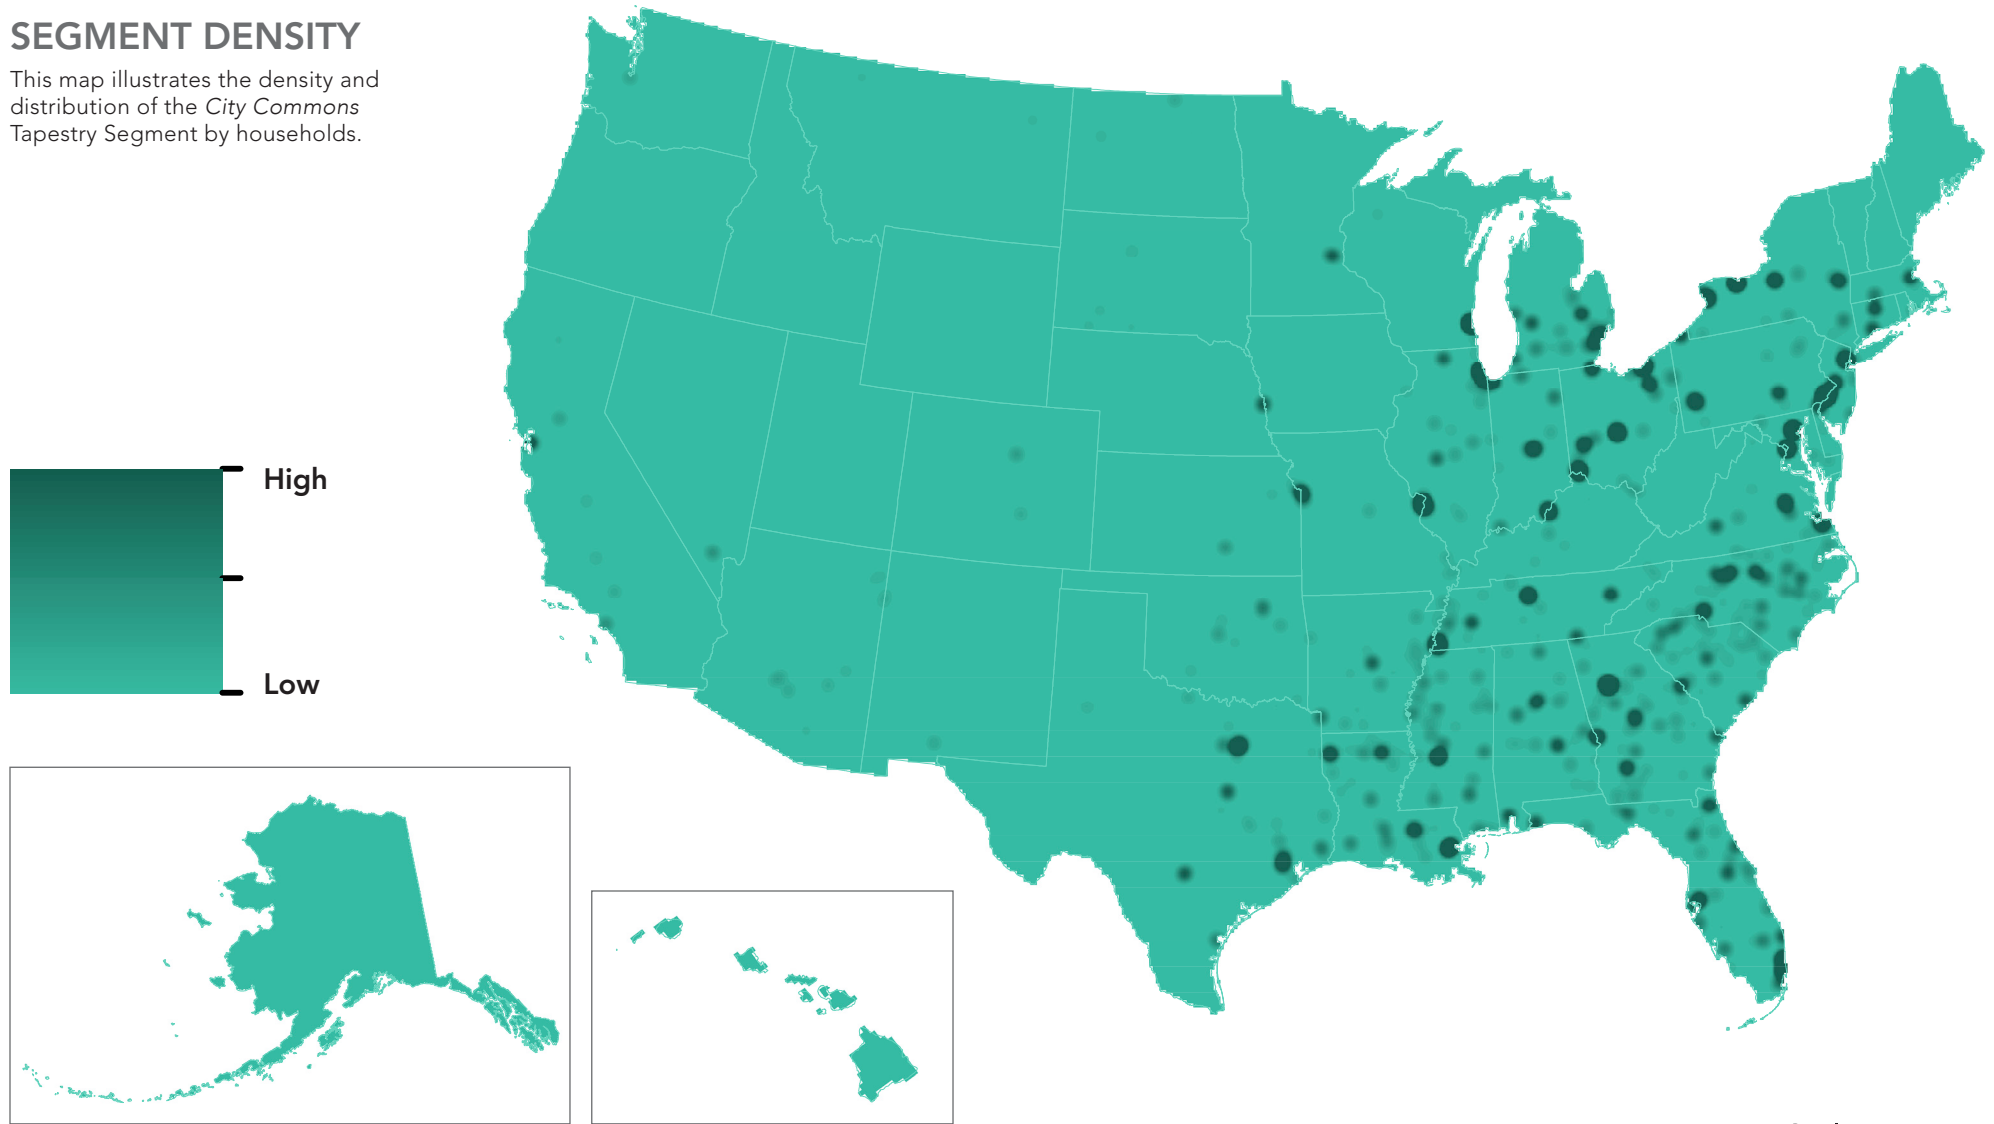 SEGMENT DENSITY
This map illustrates the density and
distribution of the City Commons
Tapestry Segment by households.
High
Low